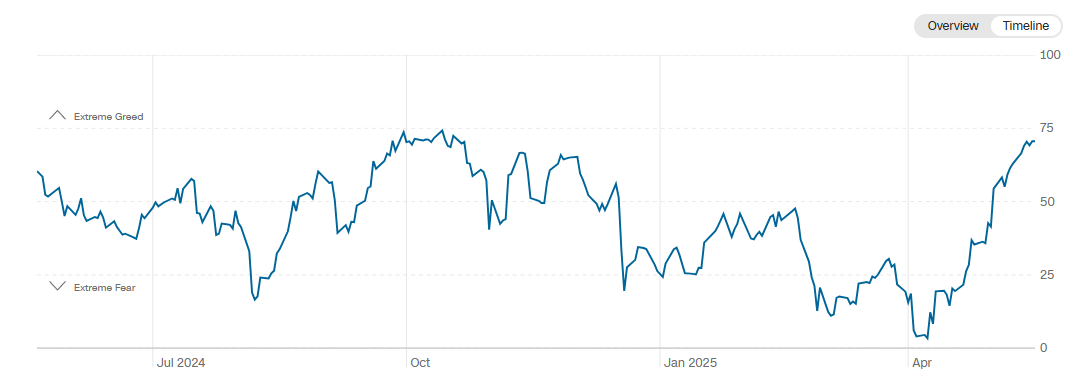 Overview Timeline
100
Extreme Greed
75
50
25
Extreme Fear
0
Jul 2024 Oct Jan 2025 Apr